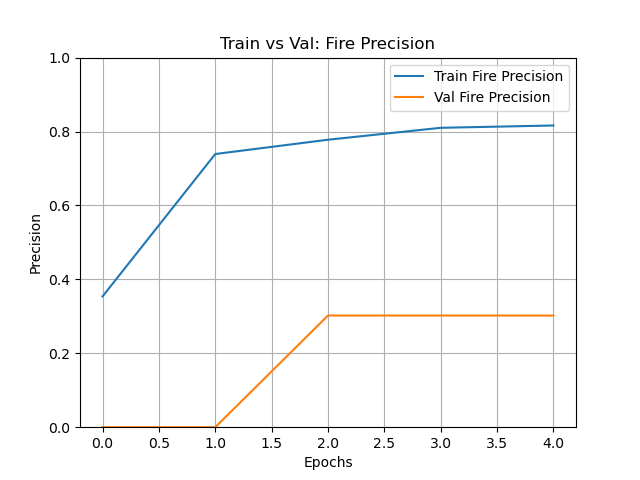 Train vs Val: Fire Precision
Train Fire Precision
Val Fire Precision
Precision
1.0
0.8
0.6
0.4
0.2
0.0
0.0 0.5 1.0 1.5 2.0 2.5 3.0 3.5 4.0
Epochs